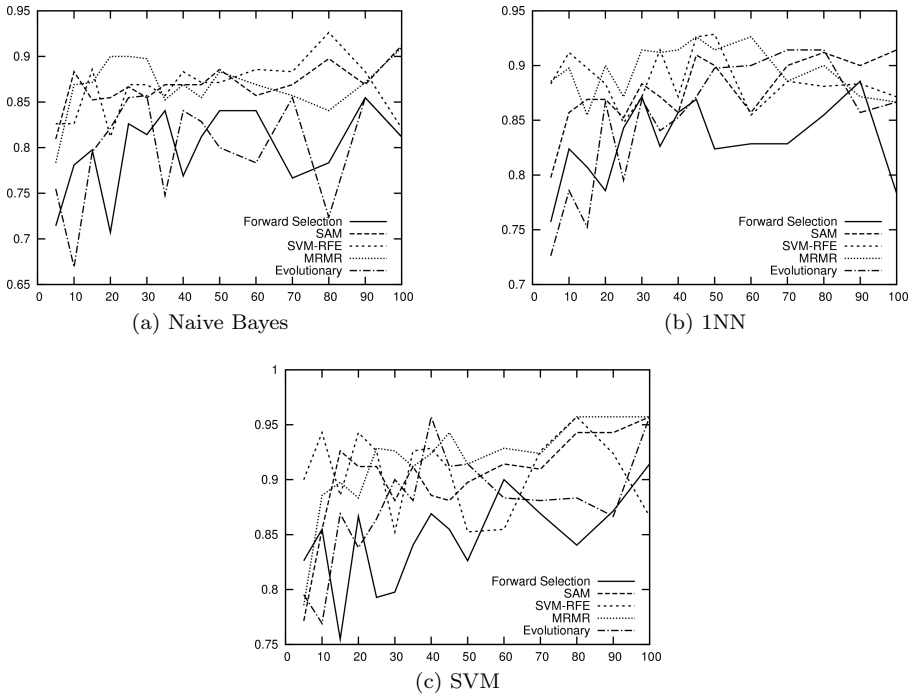 0.95
0.9
0.85
0.8
0.75
0.7
0.65
0 10 20 30 40 50 60 70 80 90 100
Forward Selection
SAM
SVM-RFE
MRMR
Evolutionary
(a) Naive Bayes
0.95
0.9
0.85
0.8
0.75
0.7
0 10 20 30 40 50 60 70 80 90 100
Forward Selection
SAM
SVM-RFE
MRMR
Evolutionary
(b) 1NN
1
0.95
0.9
0.85
0.8
0.75
0 10 20 30 40 50 60 70 80 90 100
Forward Selection
SAM
SVM-RFE
MRMR
Evolutionary
(c) SVM